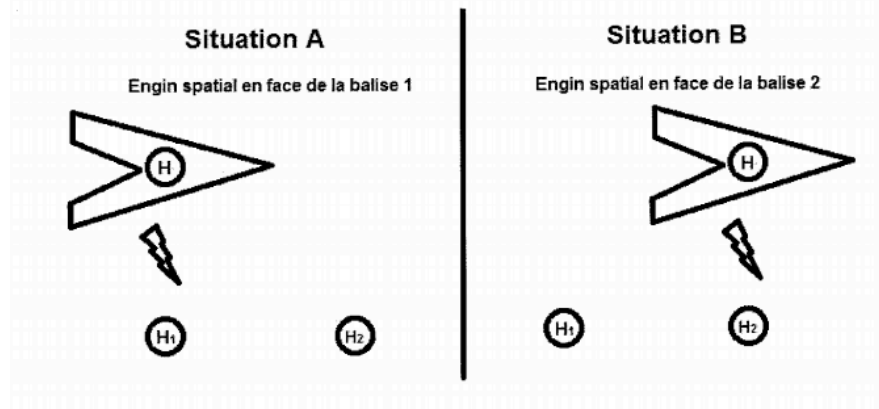 Situation A
Engin spatial en face de la balise 1
H
H₁
H₂
Situation B
Engin spatial en face de la balise 2
H
H₁
H₂